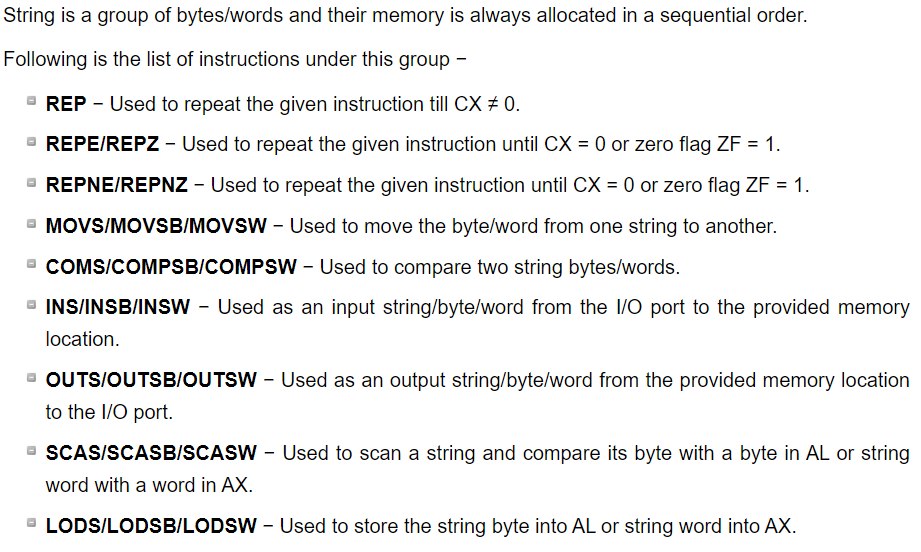 String is a group of bytes/words and their memory is always allocated in a sequential order.
Following is the list of instructions under this group −
REP − Used to repeat the given instruction till CX ≠ 0.
REPE/REPZ − Used to repeat the given instruction until CX = 0 or zero flag ZF = 1.
REPNE/REPNZ − Used to repeat the given instruction until CX = 0 or zero flag ZF = 1.
MOVS/MOVSB/MOVSW − Used to move the byte/word from one string to another.
COMS/COMPSB/COMPSW − Used to compare two string bytes/words.
INS/INSB/INSW − Used as an input string/byte/word from the I/O port to the provided memory
location.
OUTS/OUTSB/OUTSW − Used as an output string/byte/word from the provided memory location
to the I/O port.
SCAS/SCASB/SCASW − Used to scan a string and compare its byte with a byte in AL or string
word with a word in AX.
LODS/LODSB/LODSW − Used to store the string byte into AL or string word into AX.